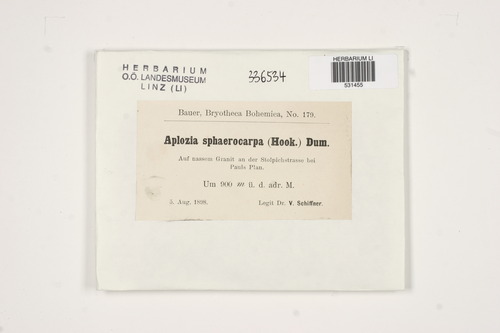 HERBARIUM
O.Ö. LANDESMUSEUM
LINZ (LI)
336534
HERBARIUM LI
531455
Bauer, Bryotheca Bohemica, No. 179.
Aplozia sphaerocarpa (Hook.) Dum.
Auf nassem Granit an der Stolpichstrasse bei
Pauls Plan.
Um 900 m ü. d. adr. M.
5. Aug. 1898. Legit Dr. V. Schiffner.